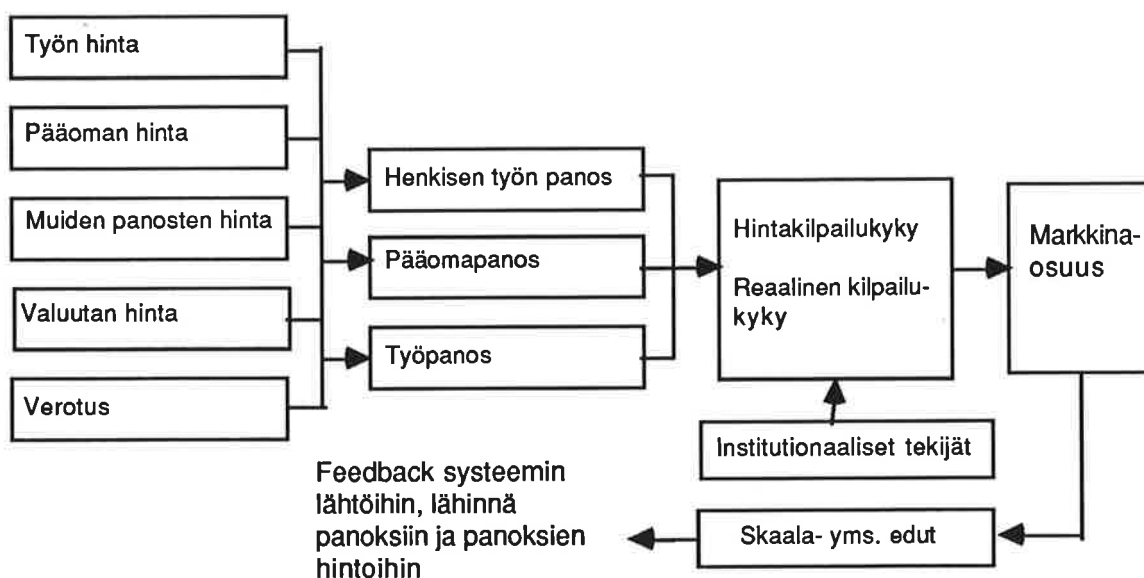 Työn hinta
Pääoman hinta
Muiden panosten hinta
Valuutan hinta
Verotus
Henkisen työn panos
Pääomapanos
Työpanos
Hintakilpailukyky
Reaalinen kilpailu-
kyky
Markkina-
osuus
Institutionaaliset tekijät
Skaala- yms. edut
Feedback systeemin
lähtöihin, lähinnä
panoksiin ja panoksien
hintoihin